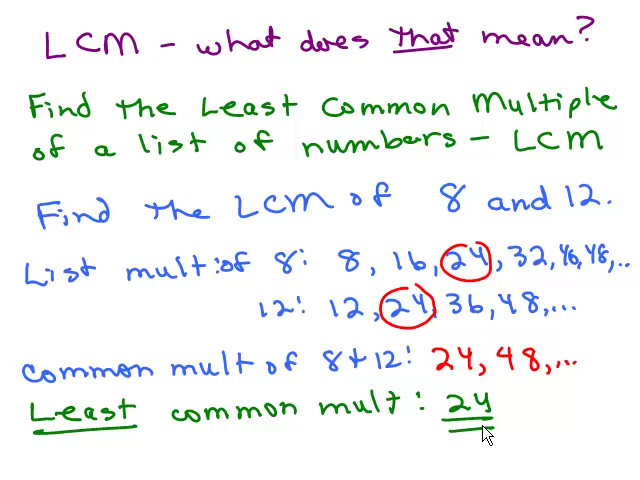 LCM - what does that mean?
Find the Least Common Multiple
of a list of numbers - LCM
Find the LCM of 8 and 12.
List mult. of 8: 8, 16, 24, 32, 40, 48, ..
12: 12, 24, 36, 48, ...
common mult of 8 + 12: 24, 48, ...
Least common mult: 24